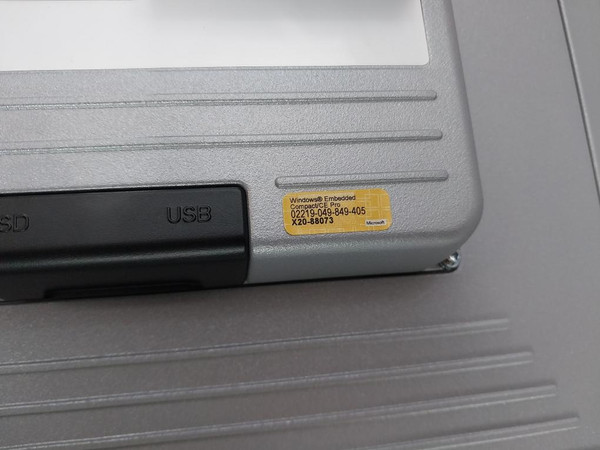 SD USB
Windows® Embedded
Compact/CE Pro
02219-049-849-405
X20-88073
Microsoft